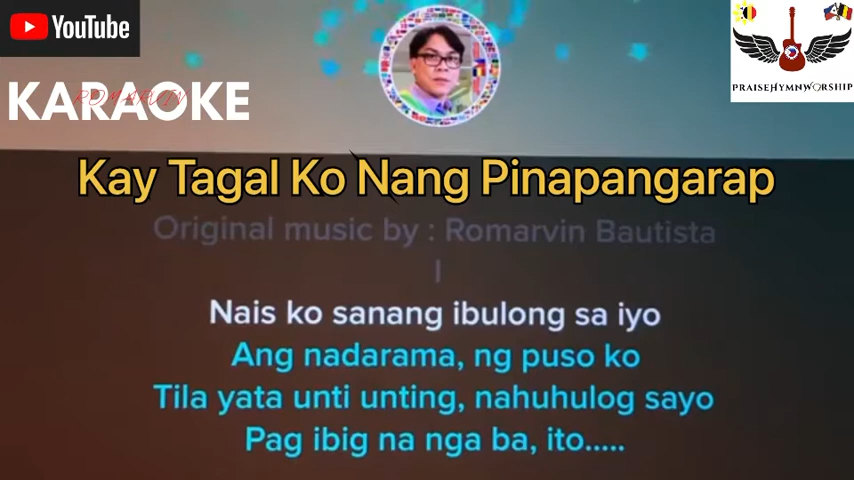 YouTube
KARAOKE
ROMARVIN
PRAISEHYMNWORSHIP
Kay Tagal Ko Nang Pinapangarap
Original music by : Romarvin Bautista
I
Nais ko sanang ibulong sa iyo
Ang nadarama, ng puso ko
Tila yata unti unting, nahuhulog sayo
Pag ibig na nga ba, ito.....